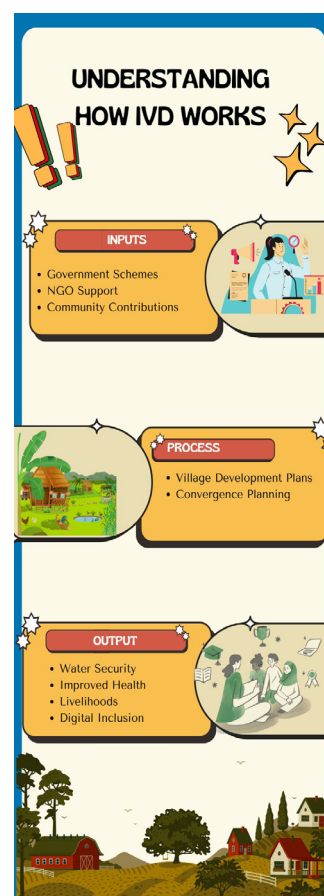 UNDERSTANDING
HOW IVD WORKS
INPUTS
• Government Schemes
• NGO Support
• Community Contributions
PROCESS
• Village Development Plans
• Convergence Planning
OUTPUT
• Water Security
• Improved Health
• Livelihoods
• Digital Inclusion